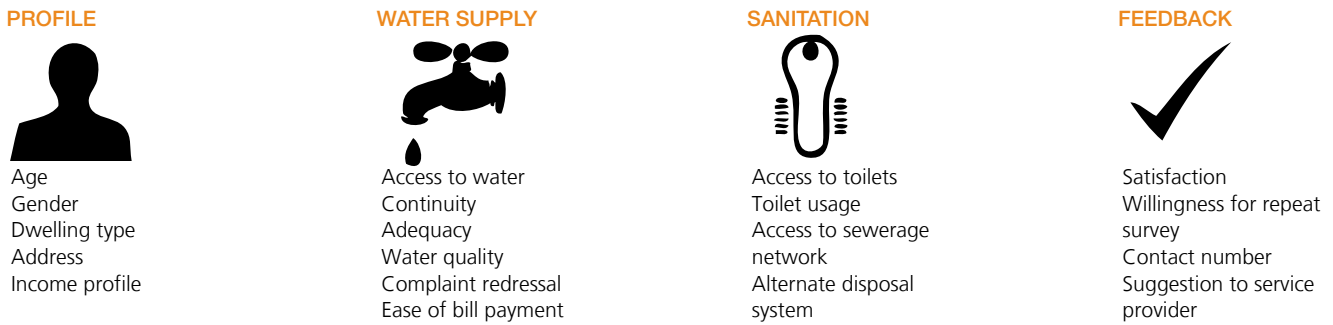 PROFILE
Age
Gender
Dwelling type
Address
Income profile
WATER SUPPLY
Access to water
Continuity
Adequacy
Water quality
Complaint redressal
Ease of bill payment
SANITATION
Access to toilets
Toilet usage
Access to sewerage
network
Alternate disposal
system
FEEDBACK
Satisfaction
Willingness for repeat
survey
Contact number
Suggestion to service
provider